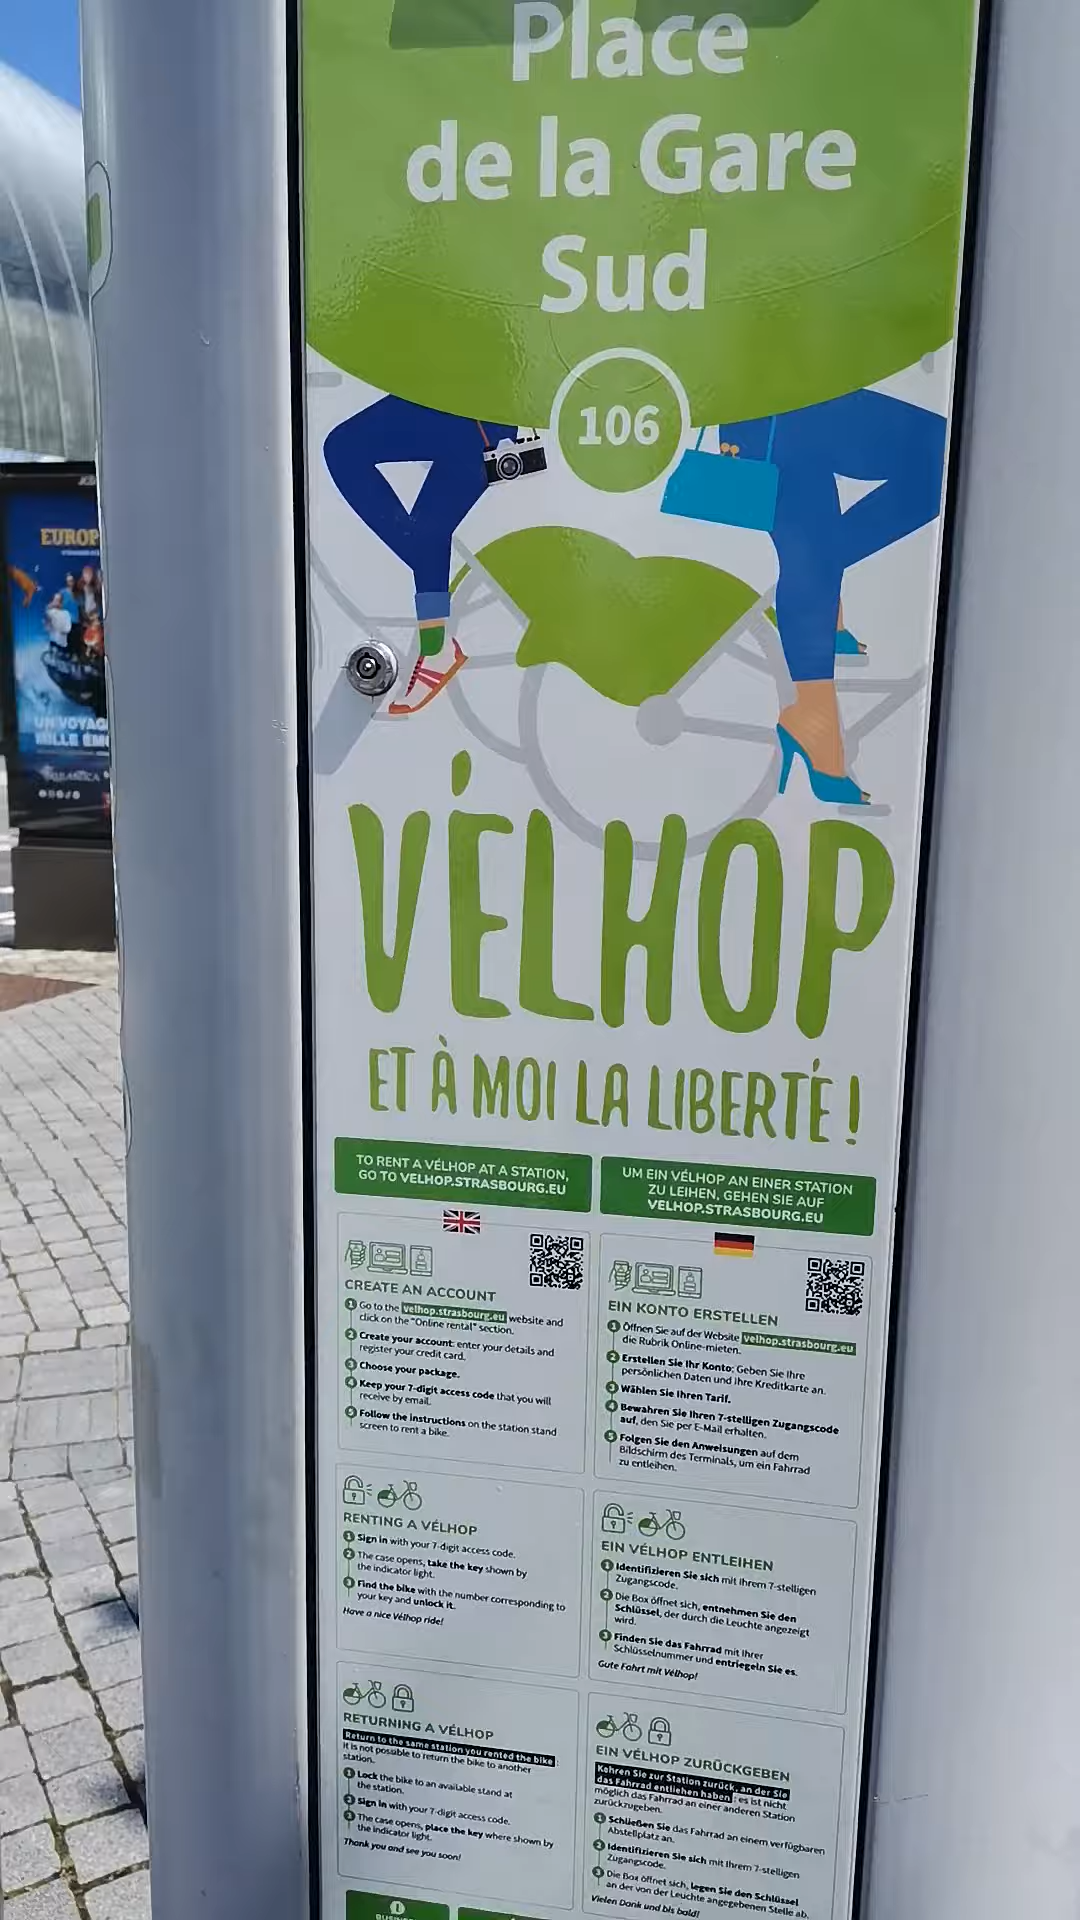 Place
de la Gare
Sud
106
VÉLHOP
ET À MOI LA LIBERTÉ !
TO RENT A VÉLHOP AT A STATION,
GO TO VELHOP.STRASBOURG.EU
CREATE AN ACCOUNT
1 Go to the velhop.strasbourg.eu website and
click on the "Online rental" section.
2 Create your account: enter your details and
register your credit card.
3 Choose your package.
4 Keep your 7-digit access code that you will
receive by email.
5 Follow the instructions on the station stand
screen to rent a bike.
RENTING A VÉLHOP
1 Sign in with your 7-digit access code.
2 The case opens, take the key shown by
the indicator light.
3 Find the bike with the number corresponding to
your key and unlock it.
Have a nice Vélhop ride!
RETURNING A VÉLHOP
Return to the same station you rented the bike :
it is not possible to return the bike to another
station.
1 Lock the bike to an available stand at
the station.
2 Sign in with your 7-digit access code.
3 The case opens, place the key where shown by
the indicator light.
Thank you and see you soon!
UM EIN VÉLHOP AN EINER STATION
ZU LEIHEN, GEHEN SIE AUF
VELHOP.STRASBOURG.EU
EIN KONTO ERSTELLEN
1 Öffnen Sie auf der Website velhop.strasbourg.eu
die Rubrik Online-mieten.
2 Erstellen Sie Ihr Konto: Geben Sie Ihre
persönlichen Daten und Ihre Kreditkarte an.
3 Wählen Sie Ihren Tarif.
4 Bewahren Sie Ihren 7-stelligen Zugangscode
auf, den Sie per E-Mail erhalten.
5 Folgen Sie den Anweisungen auf dem
Bildschirm des Terminals, um ein Fahrrad
zu entleihen.
EIN VÉLHOP ENTLEIHEN
1 Identifizieren Sie sich mit Ihrem 7-stelligen
Zugangscode.
2 Die Box öffnet sich, entnehmen Sie den
Schlüssel, der durch die Leuchte angezeigt
wird.
3 Finden Sie das Fahrrad mit Ihrer
Schlüsselnummer und entriegeln Sie es.
Gute Fahrt mit Vélhop!
EIN VÉLHOP ZURÜCKGEBEN
Kehren Sie zur Station zurück, an der Sie
das Fahrrad entliehen haben : es ist nicht
möglich das Fahrrad an einer anderen Station
zurückzugeben.
1 Schließen Sie das Fahrrad an einem verfügbaren
Abstellplatz an.
2 Identifizieren Sie sich mit Ihrem 7-stelligen
Zugangscode.
3 Die Box öffnet sich, legen Sie den Schlüssel
an der von der Leuchte angegebenen Stelle ab.
Vielen Dank und bis bald!
EUROP
UN VOYAG
MILLE ÉM